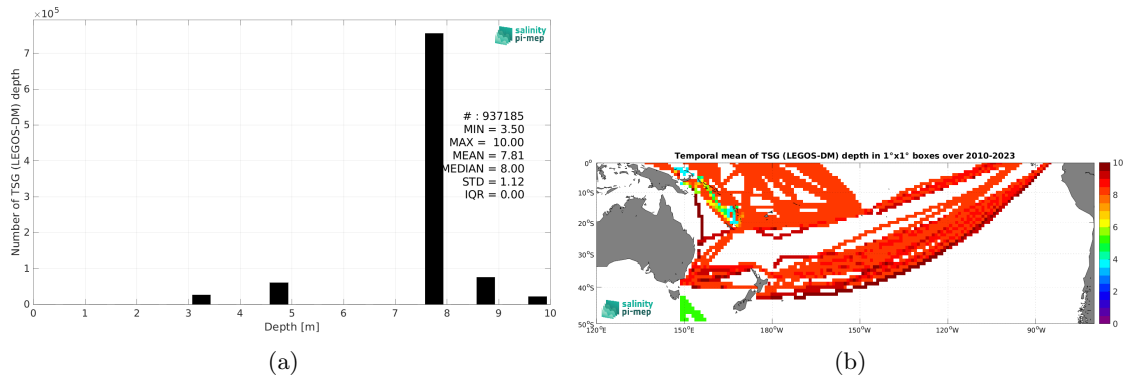 ×10⁵
7
6
5
4
3
2
1
0
Number of TSG (LEGOS-DM) depth
salinity
pi-mep
# : 937185
MIN = 3.50
MAX = 10.00
MEAN = 7.81
MEDIAN = 8.00
STD = 1.12
IQR = 0.00
0 1 2 3 4 5 6 7 8 9 10
Depth [m]
(a)
Temporal mean of TSG (LEGOS-DM) depth in 1°x1° boxes over 2010-2023
0°
10°S
20°S
30°S
40°S
50°S
salinity
pi-mep
120°E 150°E 180°W 150°W 120°W 90°W
10
8
6
4
2
0
(b)